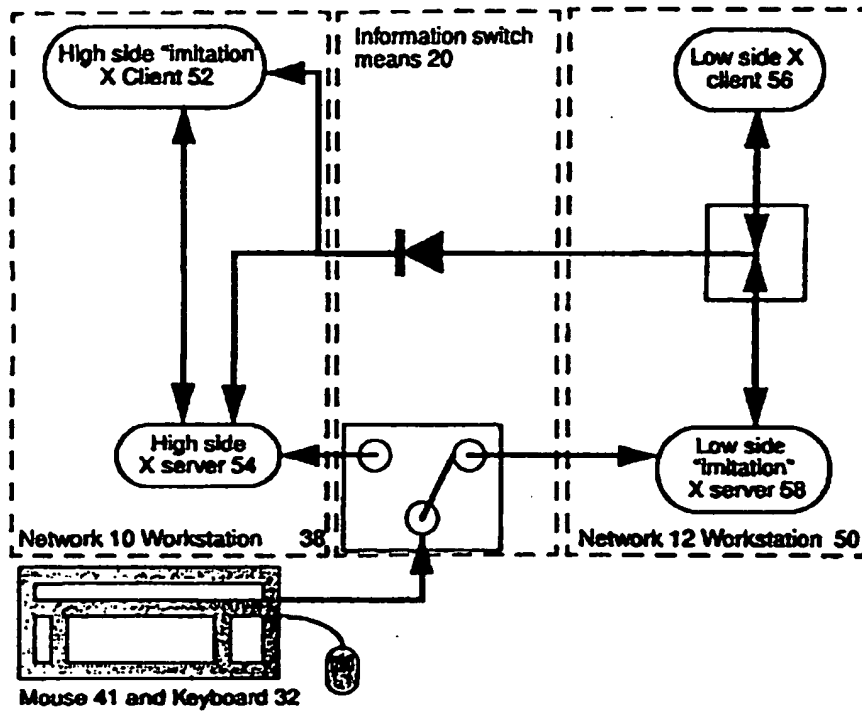 High side "imitation"
X Client 52
Information switch
means 20
Low side X
client 56
High side
X server 54
Low side
"imitation"
X server 58
Network 10 Workstation 38
Network 12 Workstation 50
Mouse 41 and Keyboard 32